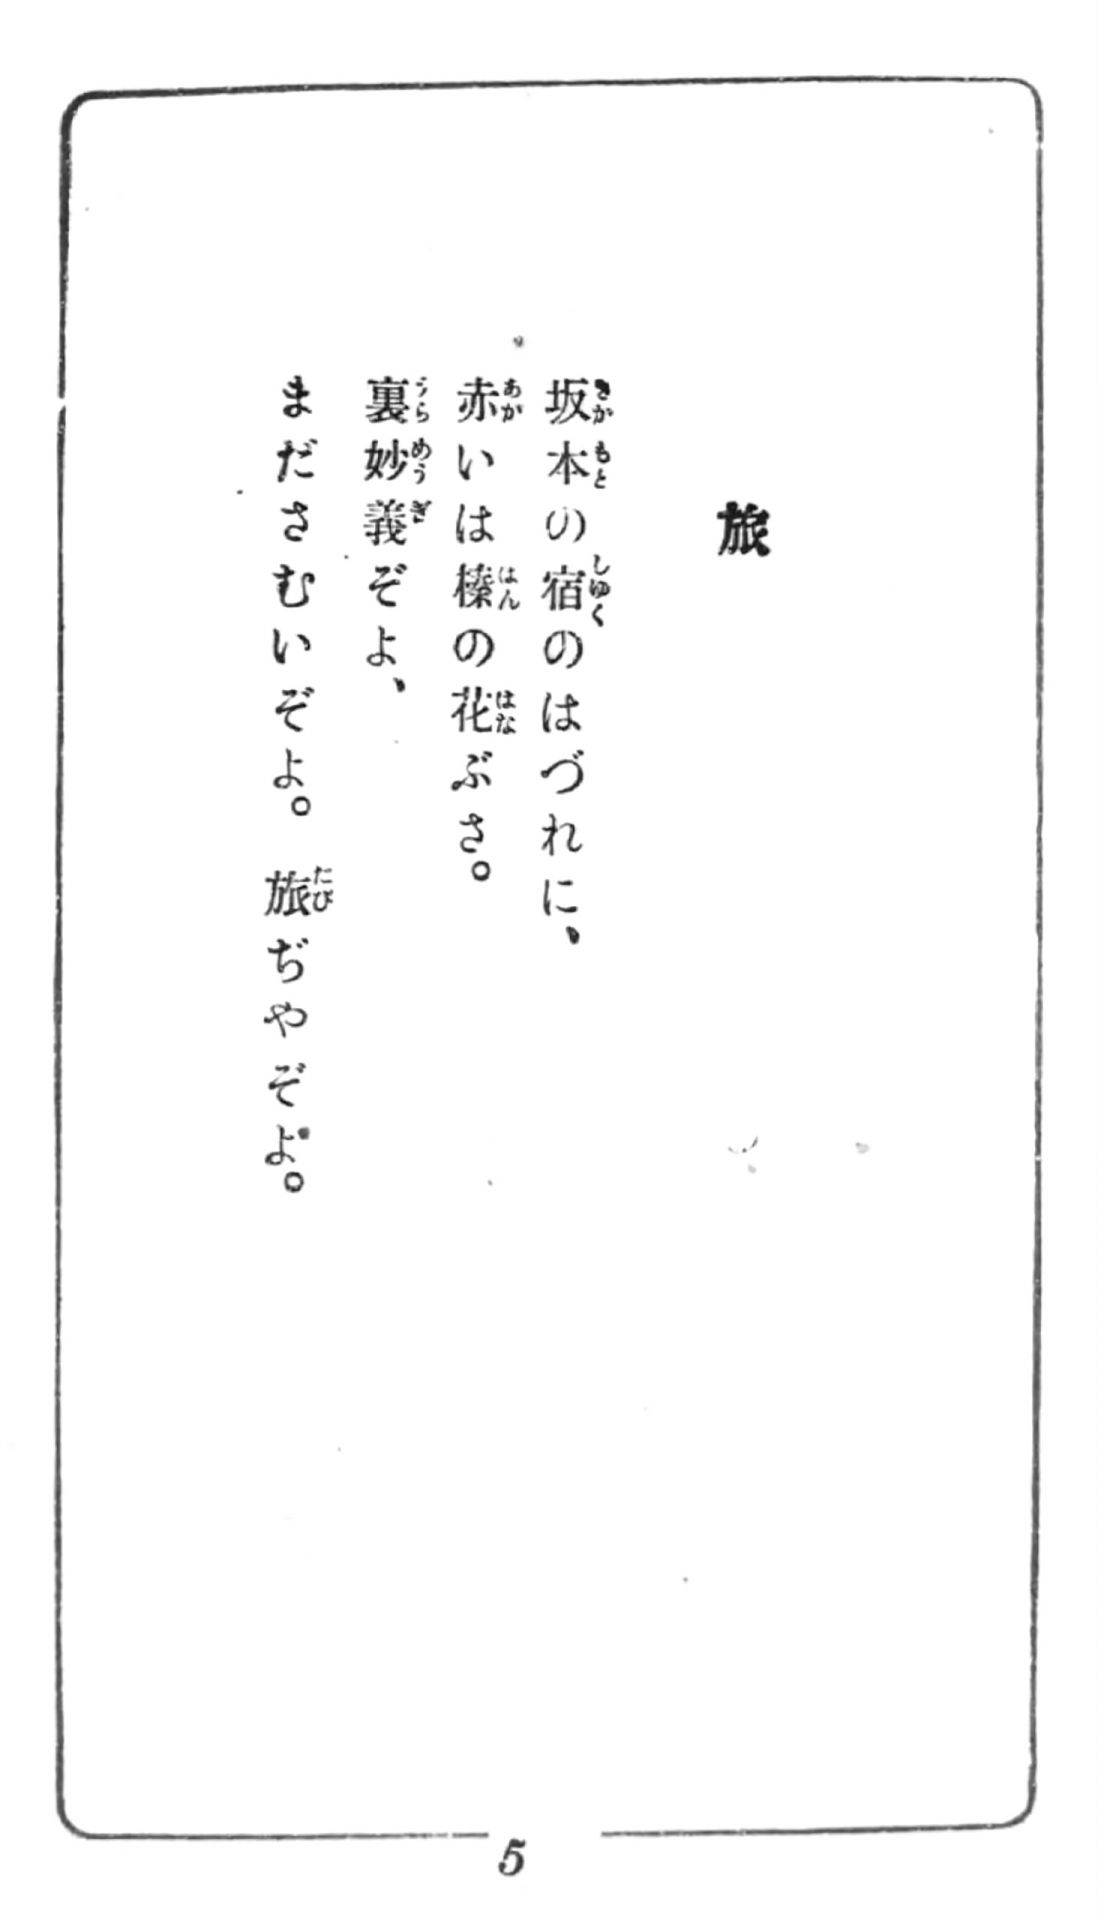 旅
坂本の宿のはづれに、
赤いは榛の花ぶさ。
裏妙義ぞよ、
まださむいぞよ。 旅ぢやぞよ。
5